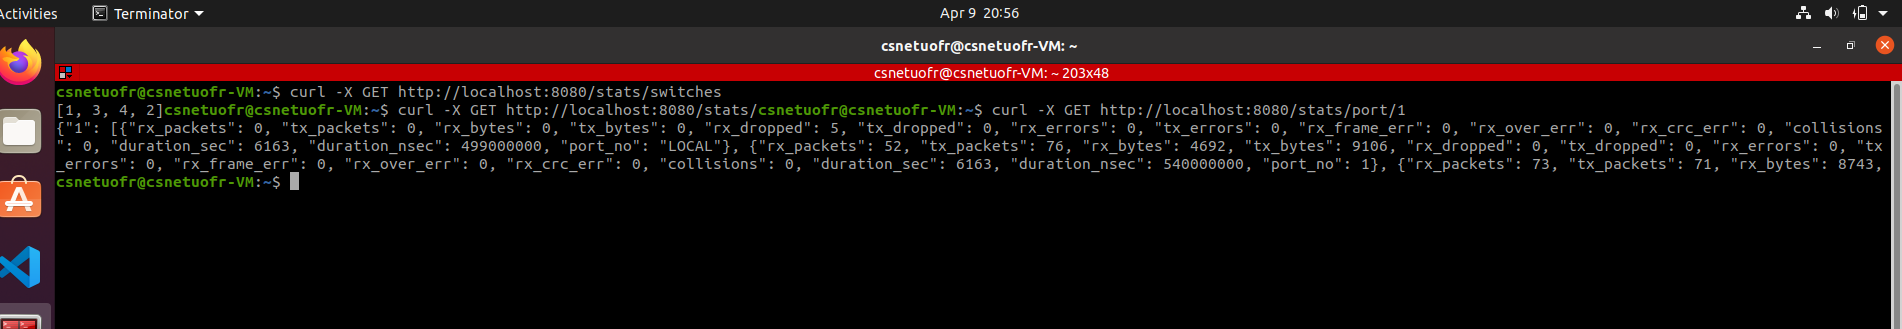 Activities
Terminator
Apr 9 20:56
csnetuofr@csnetuofr-VM: ~
csnetuofr@csnetuofr-VM: ~ 203x48
csnetuofr@csnetuofr-VM:~$ curl -X GET http://localhost:8080/stats/switches
[1, 3, 4, 2]csnetuofr@csnetuofr-VM:~$ curl -X GET http://localhost:8080/stats/csnetuofr@csnetuofr-VM:~$ curl -X GET http://localhost:8080/stats/port/1
{"1": [{"rx_packets": 0, "tx_packets": 0, "rx_bytes": 0, "tx_bytes": 0, "rx_dropped": 5, "tx_dropped": 0, "rx_errors": 0, "tx_errors": 0, "rx_frame_err": 0, "rx_over_err": 0, "rx_crc_err": 0, "collisions
": 0, "duration_sec": 6163, "duration_nsec": 499000000, "port_no": "LOCAL"}, {"rx_packets": 52, "tx_packets": 76, "rx_bytes": 4692, "tx_bytes": 9106, "rx_dropped": 0, "tx_dropped": 0, "rx_errors": 0, "tx
_errors": 0, "rx_frame_err": 0, "rx_over_err": 0, "rx_crc_err": 0, "collisions": 0, "duration_sec": 6163, "duration_nsec": 540000000, "port_no": 1}, {"rx_packets": 73, "tx_packets": 71, "rx_bytes": 8743,
csnetuofr@csnetuofr-VM:~$